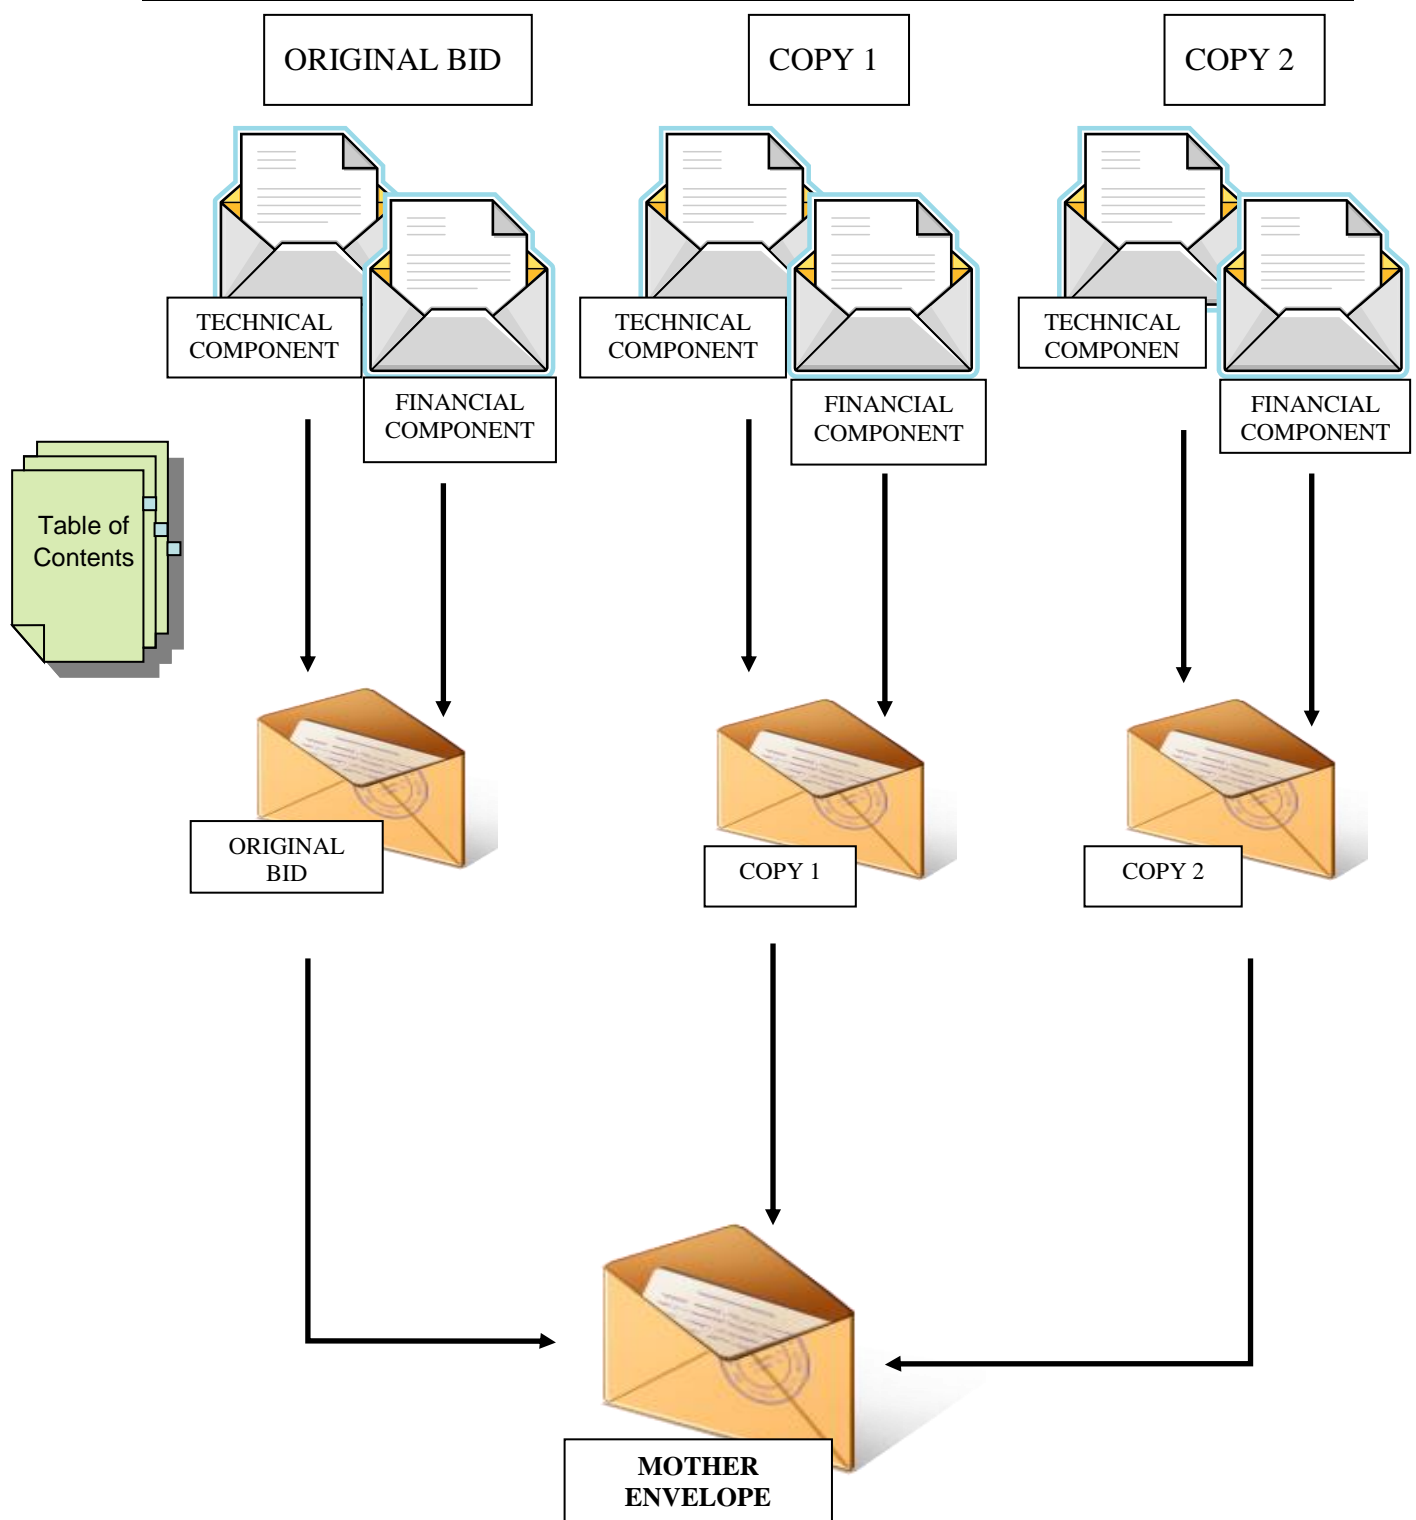 ORIGINAL BID
COPY 1
COPY 2
TECHNICAL
COMPONENT
FINANCIAL
COMPONENT
TECHNICAL
COMPONENT
FINANCIAL
COMPONENT
TECHNICAL
COMPONEN
FINANCIAL
COMPONENT
Table of
Contents
ORIGINAL
BID
COPY 1
COPY 2
MOTHER
ENVELOPE